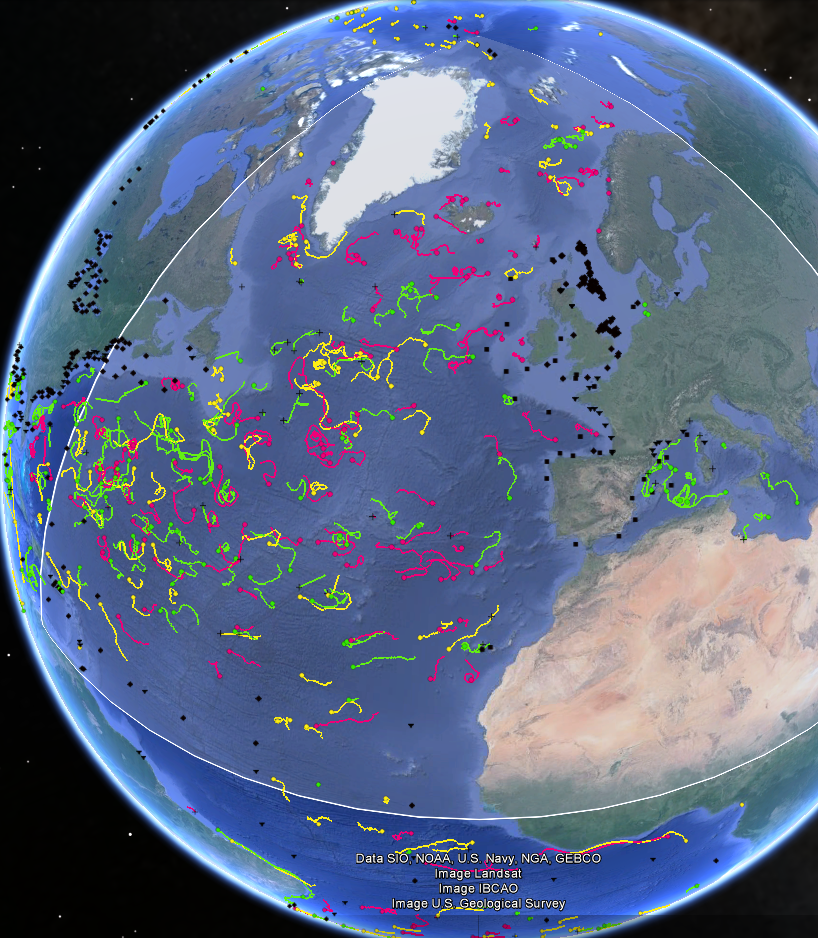 Data SIO, NOAA, U.S. Navy, NGA, GEBCO
Image Landsat
Image IBCAO
Image U.S. Geological Survey